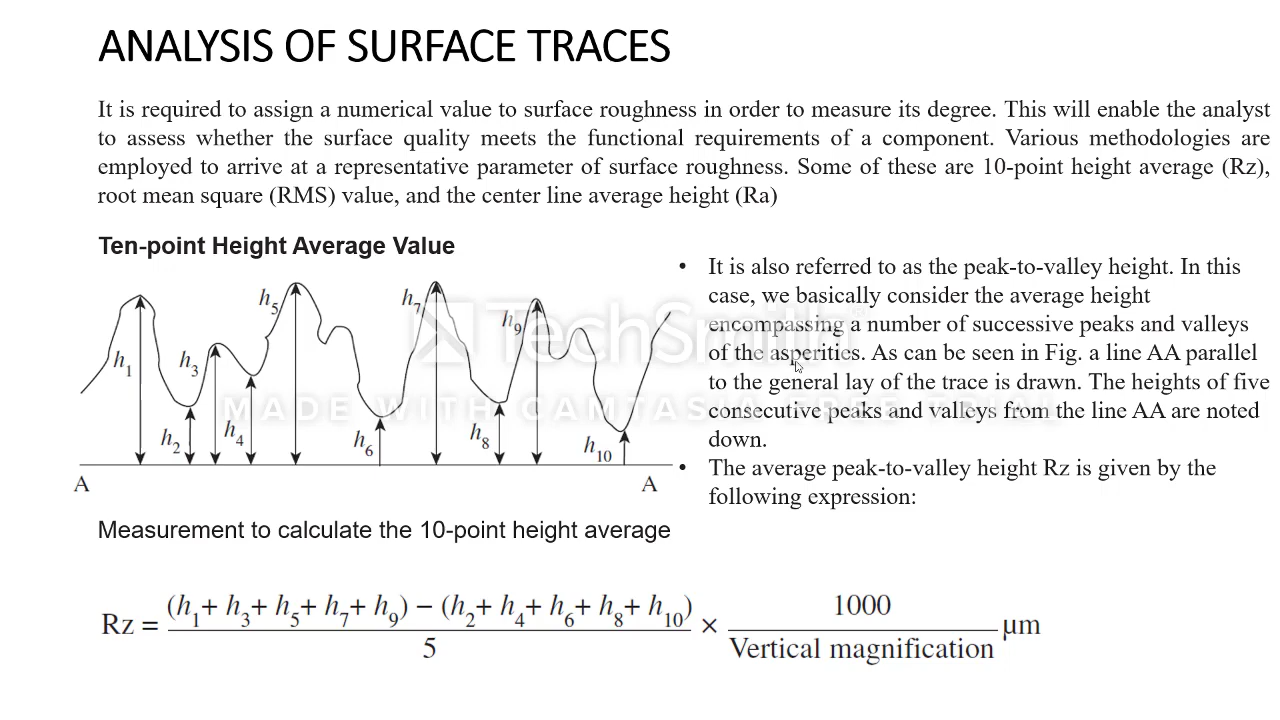 ANALYSIS OF SURFACE TRACES
It is required to assign a numerical value to surface roughness in order to measure its degree. This will enable the analyst
to assess whether the surface quality meets the functional requirements of a component. Various methodologies are
employed to arrive at a representative parameter of surface roughness. Some of these are 10-point height average (Rz),
root mean square (RMS) value, and the center line average height (Ra)
Ten-point Height Average Value
h1
h2
h3
h4
h5
h6
h7
h8
h9
h10
A
A
Measurement to calculate the 10-point height average
• It is also referred to as the peak-to-valley height. In this
case, we basically consider the average height
encompassing a number of successive peaks and valleys
of the asperities. As can be seen in Fig. a line AA parallel
to the general lay of the trace is drawn. The heights of five
consecutive peaks and valleys from the line AA are noted
down.
• The average peak-to-valley height Rz is given by the
following expression:
Rz = (h1+ h3+ h5+ h7+ h9) − (h2+ h4+ h6+ h8+ h10) × 1000 μm
5 Vertical magnification
TechSmith
MADE WITH CAMTASIA FREE TRIAL